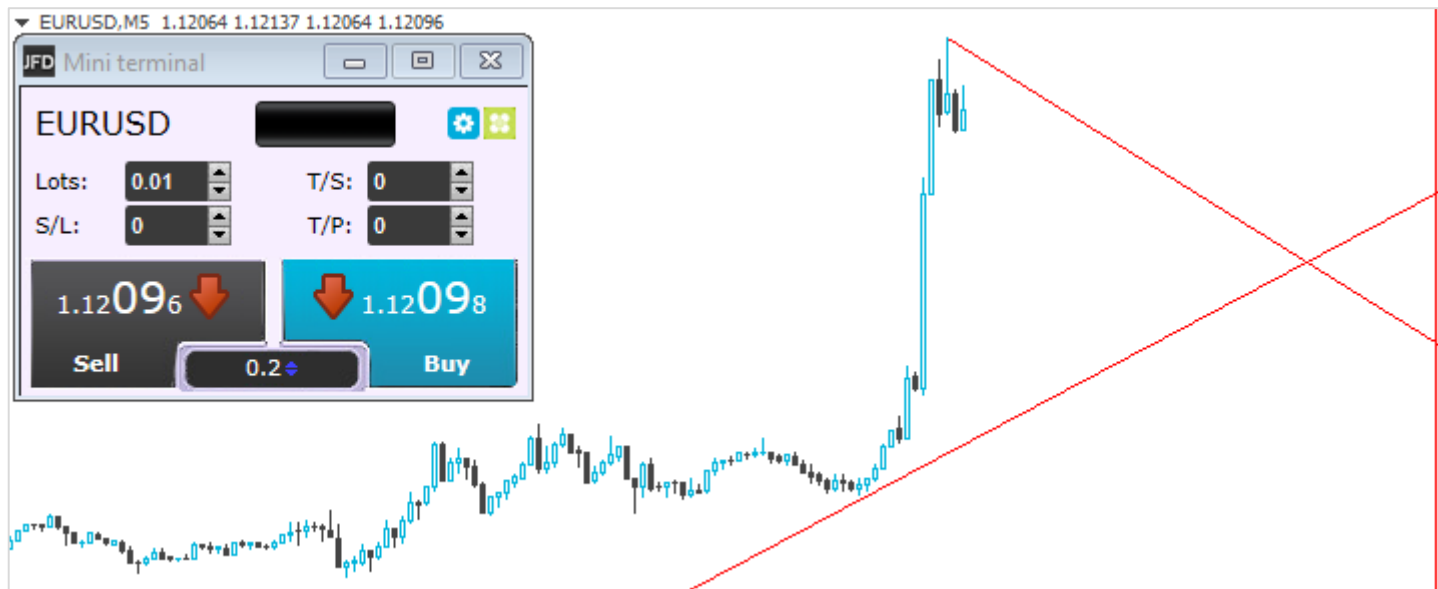 EURUSD,M5 1.12064 1.12137 1.12064 1.12096
JFD Mini terminal
EURUSD
Lots: 0.01 T/S: 0
S/L: 0 T/P: 0
1.12096 1.12098
Sell 0.2 Buy